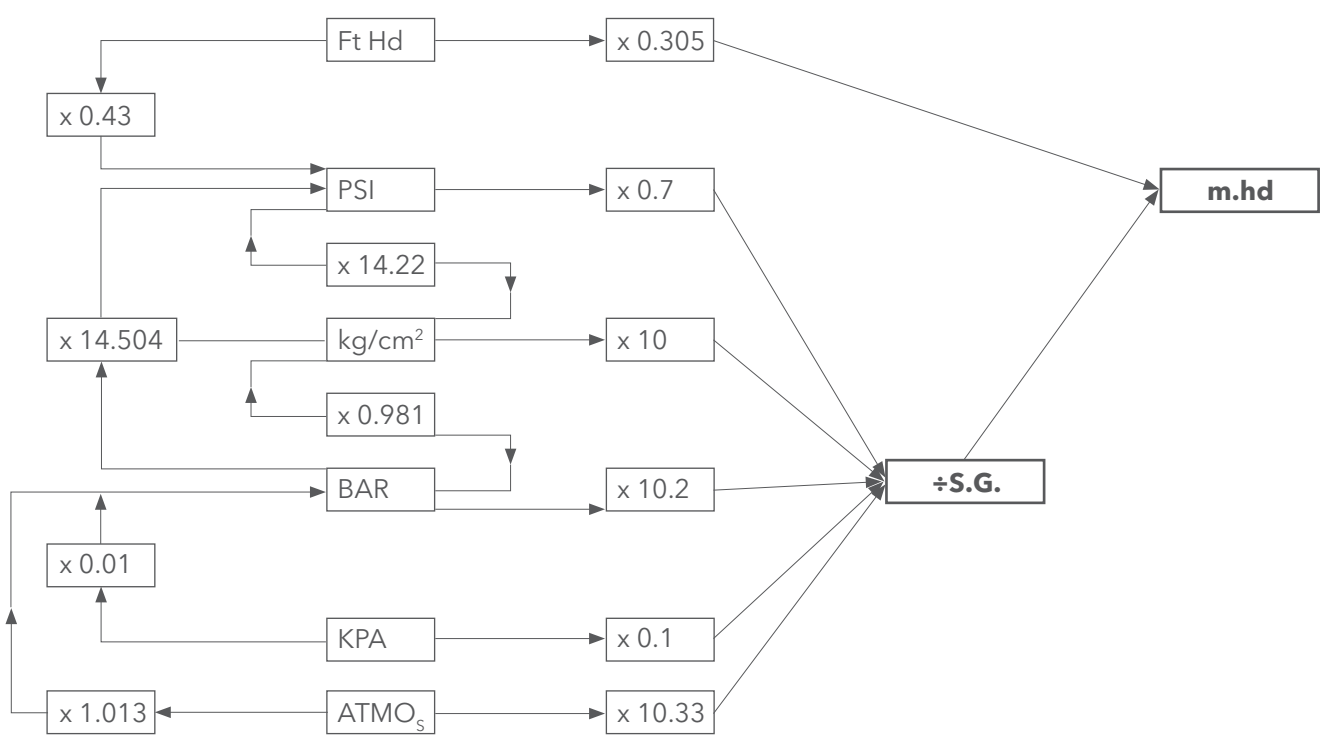 Ft Hd
x 0.305
x 0.43
PSI
x 0.7
m.hd
x 14.22
x 14.504
kg/cm²
x 10
x 0.981
BAR
x 10.2
÷S.G.
x 0.01
KPA
x 0.1
x 1.013
ATMOₛ
x 10.33